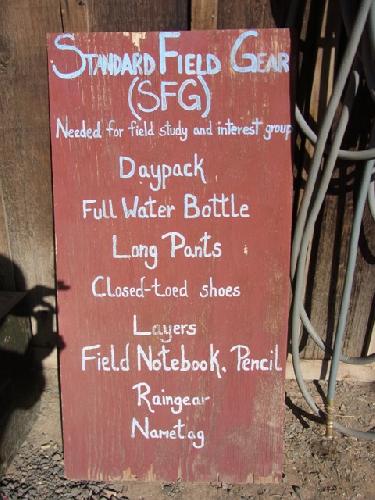 Standard Field Gear
(SFG)
Needed for field study and interest group
Daypack
Full Water Bottle
Long Pants
Closed-toed shoes
Layers
Field Notebook, Pencil
Raingear
Nametag